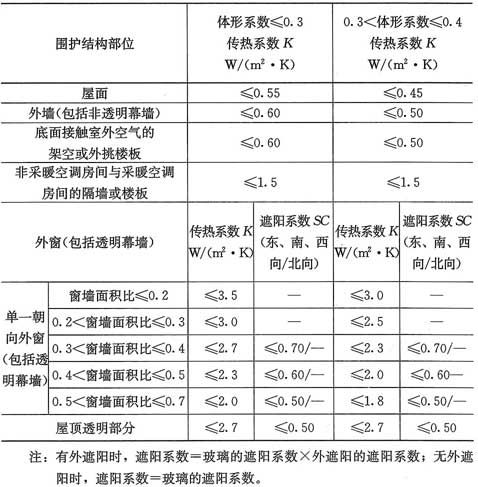 围护结构部位
体形系数≤0.3
传热系数 K
W/(m²·K)
0.3<体形系数≤0.4
传热系数 K
W/(m²·K)
屋面 ≤0.55 ≤0.45
外墙(包括非透明幕墙) ≤0.60 ≤0.50
底面接触室外空气的
架空或外挑楼板
≤0.60 ≤0.50
非采暖空调房间与采暖空调
房间的隔墙或楼板
≤1.5 ≤1.5
外窗(包括透明幕墙)
传热系数 K
W/(m²·K)
遮阳系数 SC
(东、南、西
向/北向)
传热系数 K
W/(m²·K)
遮阳系数 SC
(东、南、西
向/北向)
单一朝
向外窗
(包括透
明幕墙)
窗墙面积比≤0.2 ≤3.5 — ≤3.0 —
0.2<窗墙面积比≤0.3 ≤3.0 — ≤2.5 —
0.3<窗墙面积比≤0.4 ≤2.7 ≤0.70/— ≤2.3 ≤0.70/—
0.4<窗墙面积比≤0.5 ≤2.3 ≤0.60/— ≤2.0 ≤0.60—
0.5<窗墙面积比≤0.7 ≤2.0 ≤0.50/— ≤1.8 ≤0.50/—
屋顶透明部分 ≤2.7 ≤0.50 ≤2.7 ≤0.50
注：有外遮阳时，遮阳系数=玻璃的遮阳系数×外遮阳的遮阳系数；无外遮
阳时，遮阳系数=玻璃的遮阳系数。